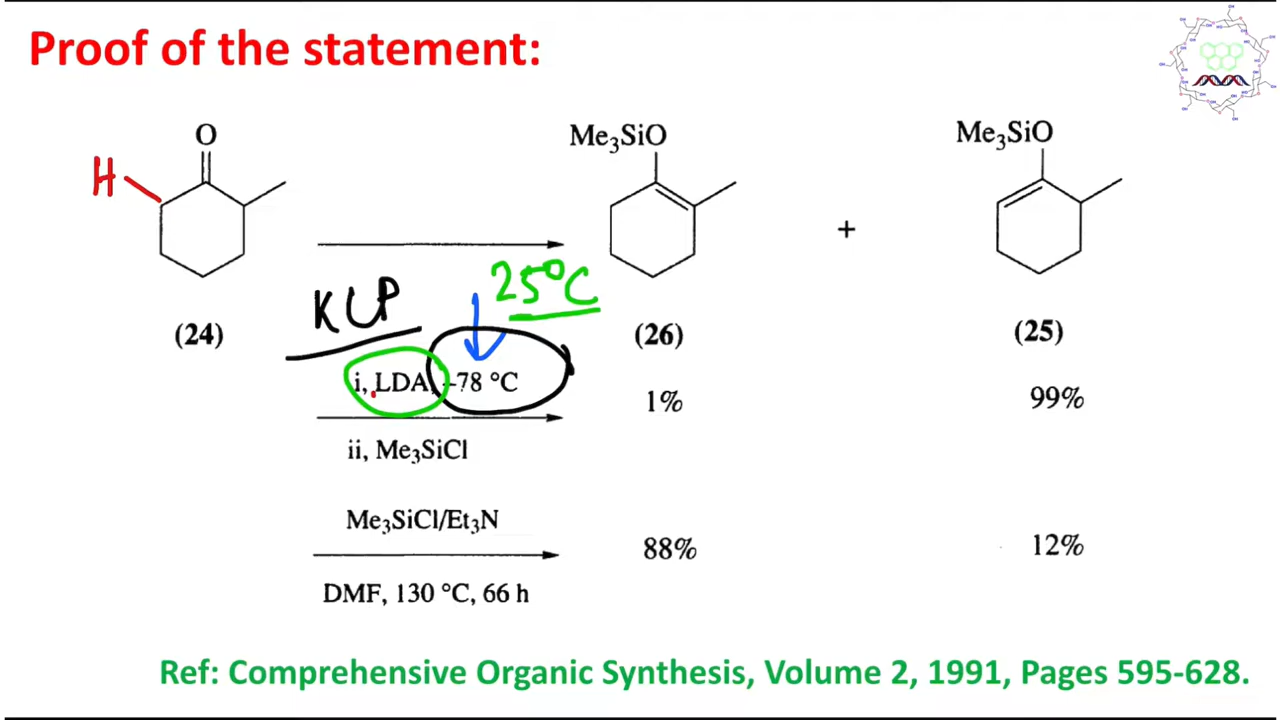 Proof of the statement:
O
H
Me₃SiO
Me₃SiO
+
25°C
KCP
(24)
(26)
(25)
i, LDA, –78 °C
1%
99%
ii, Me₃SiCl
Me₃SiCl/Et₃N
88%
12%
DMF, 130 °C, 66 h
Ref: Comprehensive Organic Synthesis, Volume 2, 1991, Pages 595-628.